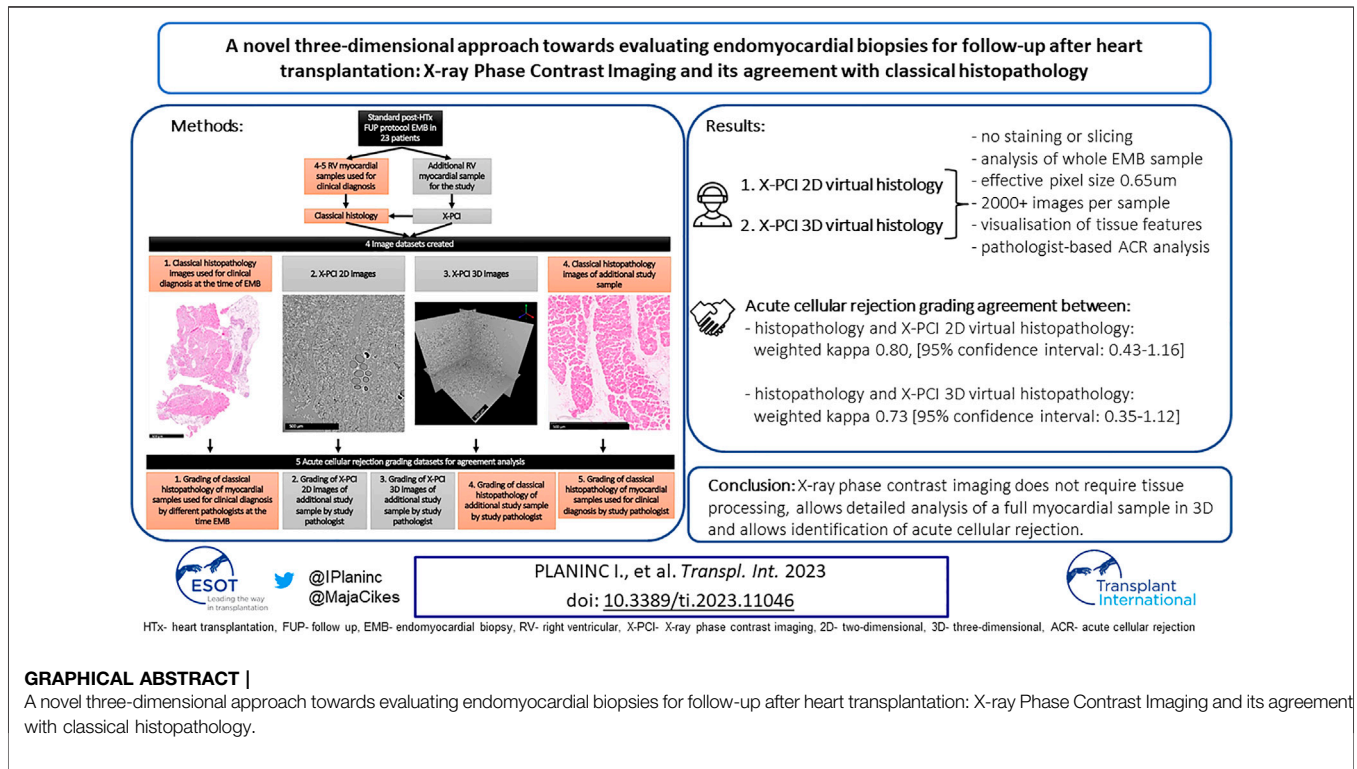 A novel three-dimensional approach towards evaluating endomyocardial biopsies for follow-up after heart
transplantation: X-ray Phase Contrast Imaging and its agreement with classical histopathology
Methods:
Standard post-HTx
FUP protocol EMB in
23 patients
4-5 RV myocardial
samples used for
clinical diagnosis
Additional RV
myocardial sample
for the study
Classical histology
X-PCI
4 Image datasets created
1. Classical histopathology
images used for clinical
diagnosis at the time of EMB
2. X-PCI 2D Images
3. X-PCI 3D Images
4. Classical histopathology
images of additional study
sample
500 µm
500 µm
5 Acute cellular rejection grading datasets for agreement analysis
1. Grading of classical
histopathology of myocardial
samples used for clinical diagnosis
by different pathologists at the
time EMB
2. Grading of X-PCI
2D Images of
additional study
sample by study
pathologist
3. Grading of X-PCI
3D Images of
additional study
sample by study
pathologist
4. Grading of classical
histopathology of
additional study sample
by study pathologist
5. Grading of classical
histopathology of myocardial
samples used for clinical
diagnosis by study pathologist
Results:
1. X-PCI 2D virtual histology
2. X-PCI 3D virtual histology
- no staining or slicing
- analysis of whole EMB sample
- effective pixel size 0.65um
- 2000+ images per sample
- visualisation of tissue features
- pathologist-based ACR analysis
Acute cellular rejection grading agreement between:
- histopathology and X-PCI 2D virtual histopathology:
weighted kappa 0.80, [95% confidence interval: 0.43-1.16]
- histopathology and X-PCI 3D virtual histopathology:
weighted kappa 0.73 [95% confidence interval: 0.35-1.12]
Conclusion: X-ray phase contrast imaging does not require tissue
processing, allows detailed analysis of a full myocardial sample in 3D
and allows identification of acute cellular rejection.
ESOT
Leading the way
in transplantation
@IPlaninc
@MajaCikes
PLANINC I., et al. Transpl. Int. 2023
doi: 10.3389/ti.2023.11046
Transplant
International
HTx- heart transplantation, FUP- follow up, EMB- endomyocardial biopsy, RV- right ventricular, X-PCI- X-ray phase contrast imaging, 2D- two-dimensional, 3D- three-dimensional, ACR- acute cellular rejection
GRAPHICAL ABSTRACT |
A novel three-dimensional approach towards evaluating endomyocardial biopsies for follow-up after heart transplantation: X-ray Phase Contrast Imaging and its agreement
with classical histopathology.